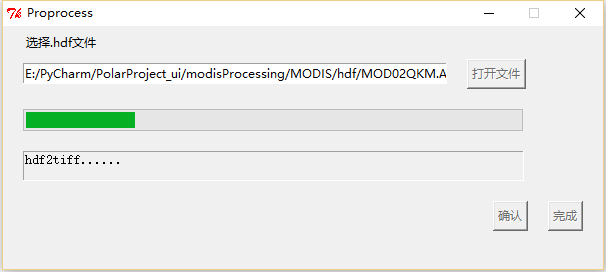 Proprocess
选择.hdf文件
E:/PyCharm/PolarProject_ui/modisProcessing/MODIS/hdf/MOD02QKM.A
打开文件
hdf2tiff......
确认
完成